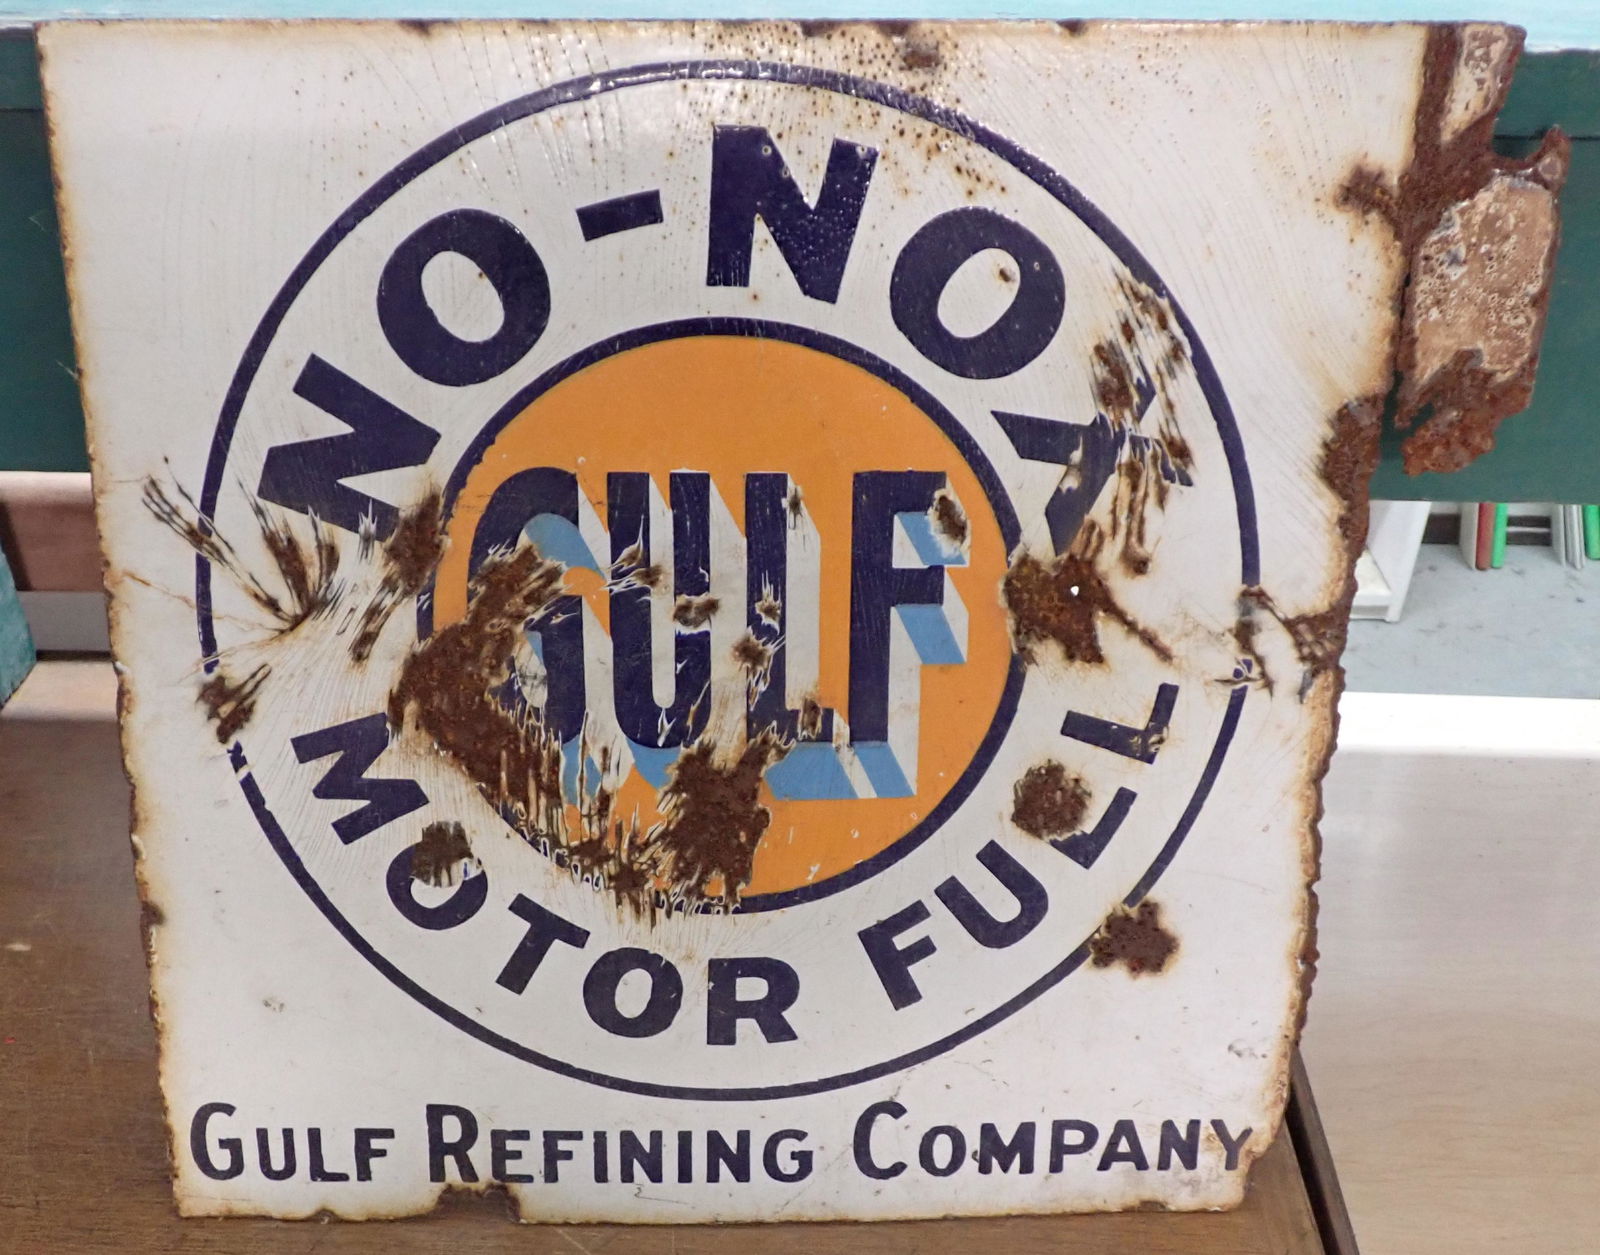 NO-NOX
GULF
MOTOR FUEL
GULF REFINING COMPANY